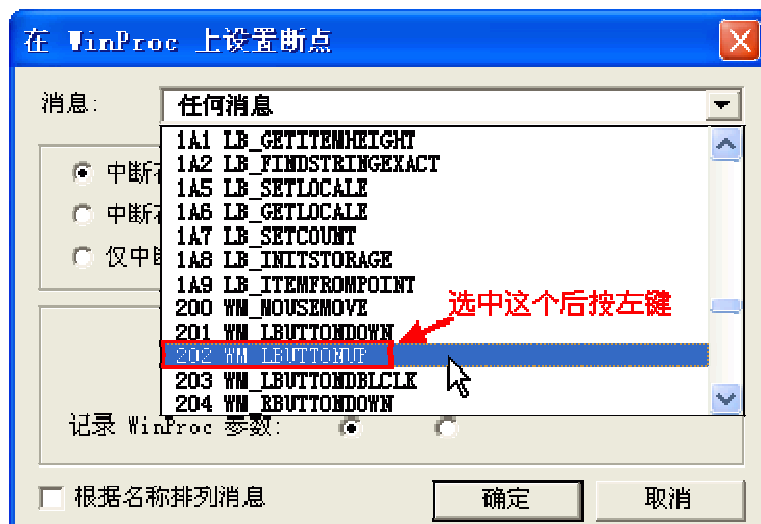 在 WinProc 上设置断点
消息:
任何消息
1A1 LB_GETITEMHEIGHT
1A2 LB_FINDSTRINGEXACT
1A5 LB_SETLOCALE
1A6 LB_GETLOCALE
1A7 LB_SETCOUNT
1A8 LB_INITSTORAGE
1A9 LB_ITEMFROMPOINT
200 WM_MOUSEMOVE
201 WM_LBUTTONDOWN
202 WM_LBUTTONUP
203 WM_LBUTTONDBLCLK
204 WM_RBUTTONDOWN
选中这个后按左键
中断
中断
仅中
记录 WinProc 参数:
根据名称排列消息
确定
取消